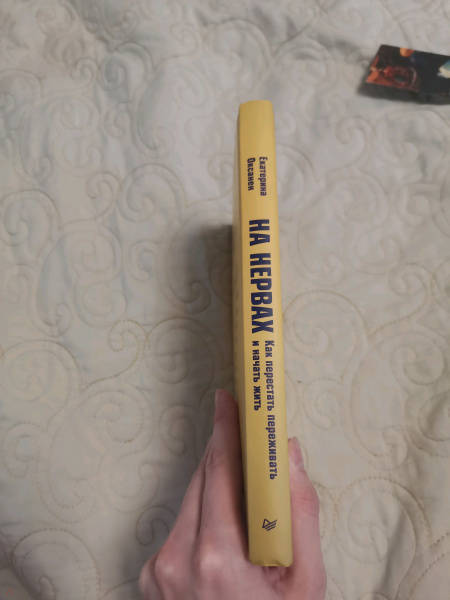 Екатерина
Оксанен
НА НЕРВАХ
Как перестать переживать
и начать жить